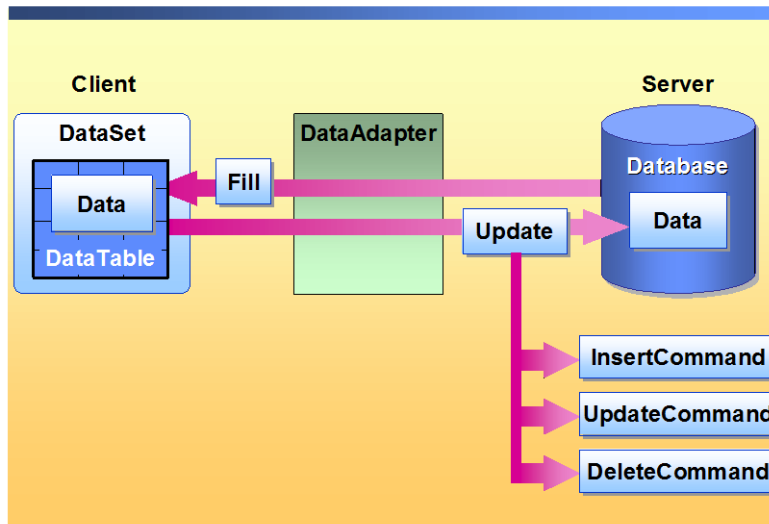 Client
Server
DataSet
DataAdapter
Database
Fill
Data
Data
Update
DataTable
InsertCommand
UpdateCommand
DeleteCommand